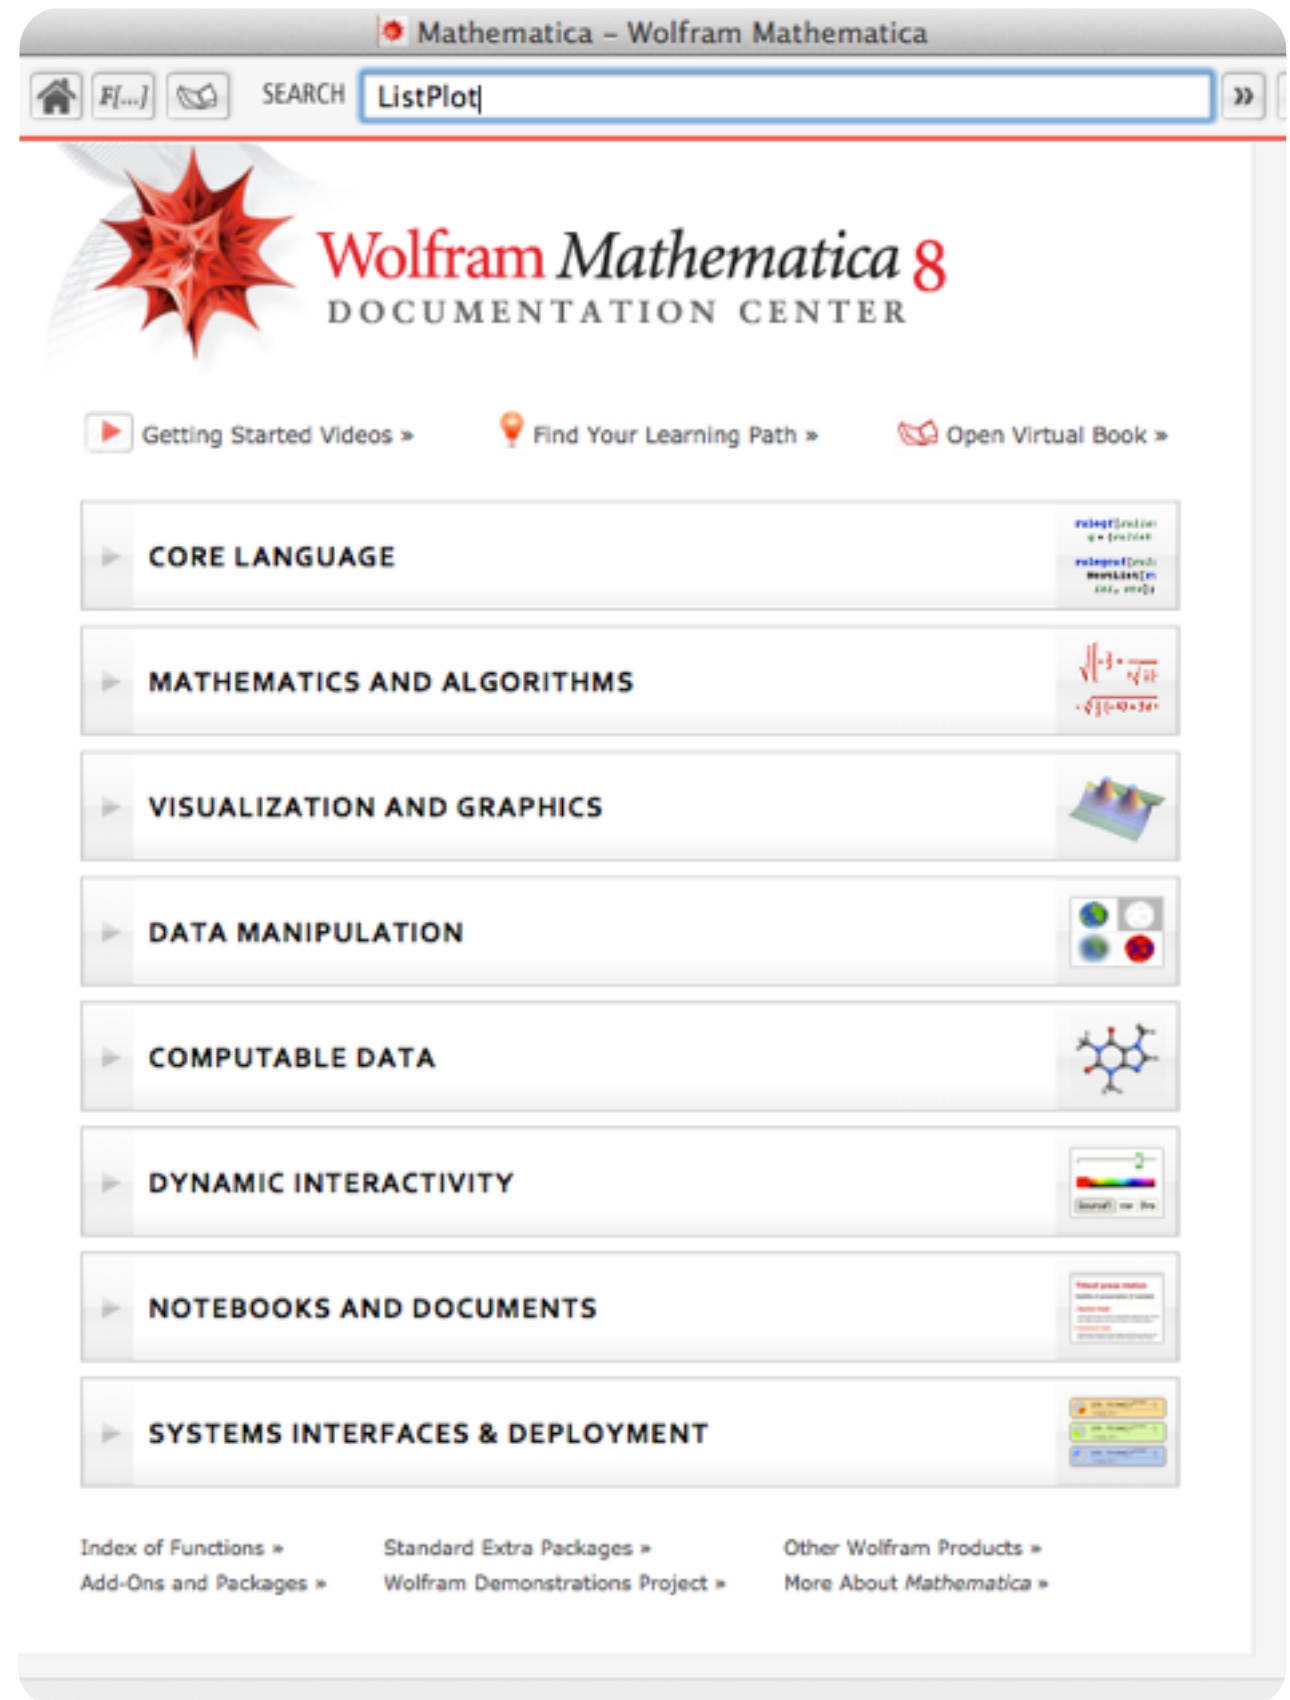 Mathematica – Wolfram Mathematica
F[...] SEARCH ListPlot »
Wolfram Mathematica 8
DOCUMENTATION CENTER
Getting Started Videos » Find Your Learning Path » Open Virtual Book »
CORE LANGUAGE
MATHEMATICS AND ALGORITHMS
VISUALIZATION AND GRAPHICS
DATA MANIPULATION
COMPUTABLE DATA
DYNAMIC INTERACTIVITY
NOTEBOOKS AND DOCUMENTS
SYSTEMS INTERFACES & DEPLOYMENT
Index of Functions » Standard Extra Packages » Other Wolfram Products »
Add-Ons and Packages » Wolfram Demonstrations Project » More About Mathematica »